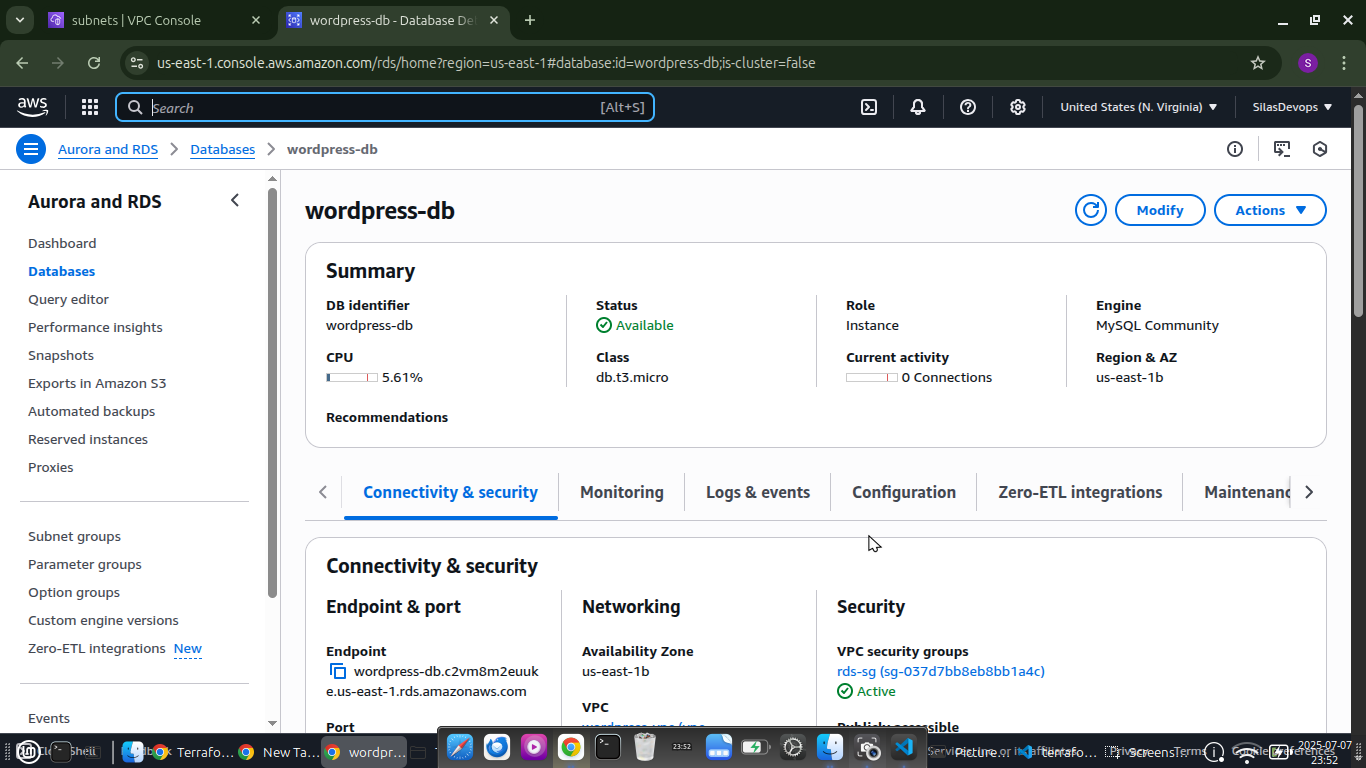 subnets | VPC Console
wordpress-db - Database De
us-east-1.console.aws.amazon.com/rds/home?region=us-east-1#database:id=wordpress-db;is-cluster=false
S
aws
Search
[Alt+S]
United States (N. Virginia)
SilasDevops
Aurora and RDS
Databases
wordpress-db
Aurora and RDS
Dashboard
Databases
Query editor
Performance insights
Snapshots
Exports in Amazon S3
Automated backups
Reserved instances
Proxies
Subnet groups
Parameter groups
Option groups
Custom engine versions
Zero-ETL integrations New
Events
wordpress-db
Modify
Actions
Summary
DB identifier
wordpress-db
Status
Available
Role
Instance
Engine
MySQL Community
CPU
5.61%
Class
db.t3.micro
Current activity
0 Connections
Region & AZ
us-east-1b
Recommendations
Connectivity & security
Monitoring
Logs & events
Configuration
Zero-ETL integrations
Maintenanc
Connectivity & security
Endpoint & port
Endpoint
wordpress-db.c2vm8m2euuk
e.us-east-1.rds.amazonaws.com
Port
Networking
Availability Zone
us-east-1b
VPC
Security
VPC security groups
rds-sg (sg-037d7bb8eb8bb1a4c)
Active
Publicly accessible
Terrafo...
New Ta...
wordpr...
23:52
Picture...
terrafo...
Screens...
2025-07-07
23:52